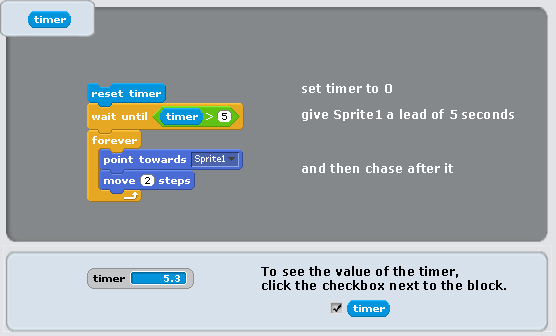 timer
reset timer
set timer to 0
wait until timer > 5
give Sprite1 a lead of 5 seconds
forever
point towards Sprite1
and then chase after it
move 2 steps
timer 5.3
To see the value of the timer,
click the checkbox next to the block.
timer